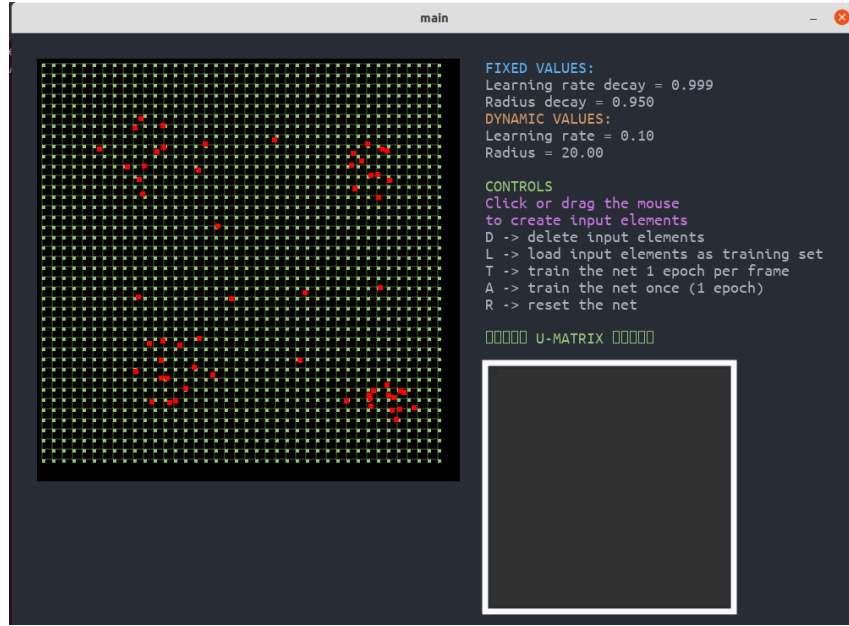 main
FIXED VALUES:
Learning rate decay = 0.999
Radius decay = 0.950
DYNAMIC VALUES:
Learning rate = 0.10
Radius = 20.00
CONTROLS
Click or drag the mouse
to create input elements
D -> delete input elements
L -> load input elements as training set
T -> train the net 1 epoch per frame
A -> train the net once (1 epoch)
R -> reset the net
▯▯▯▯▯ U-MATRIX ▯▯▯▯▯